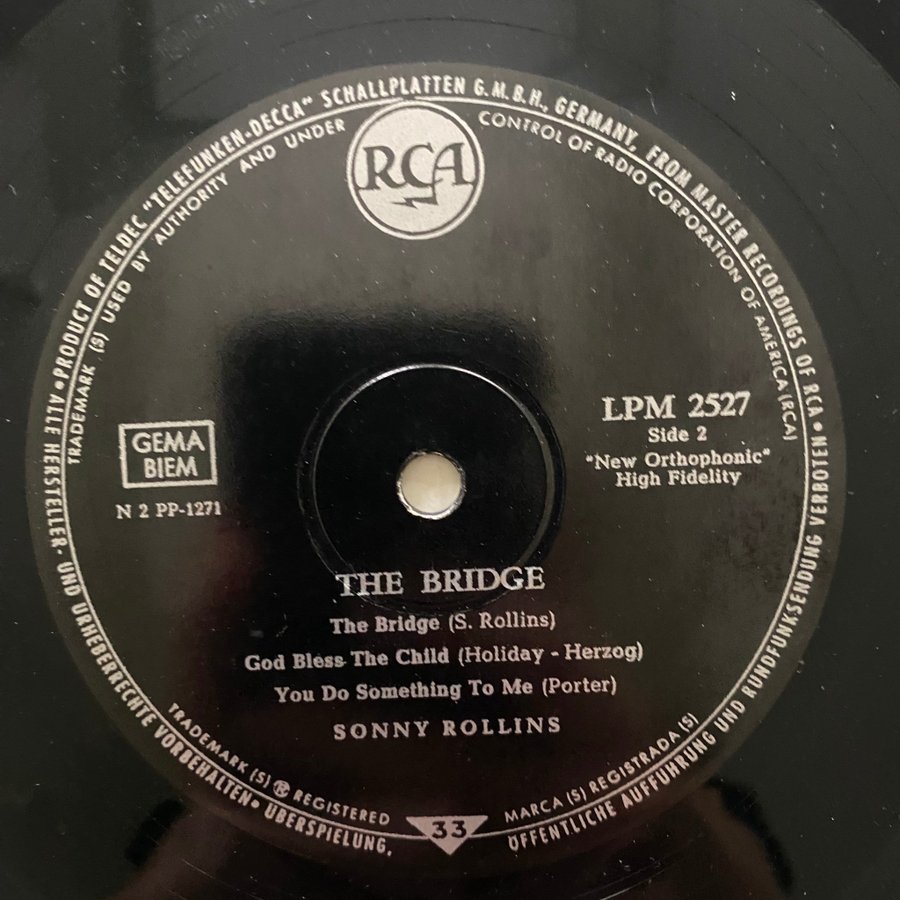 • PRODUCT OF TELDEC "TELEFUNKEN-DECCA" SCHALLPLATTEN G.M.B.H., GERMANY, FROM MASTER RECORDINGS OF RCA •
TRADEMARK (S) USED BY AUTHORITY AND UNDER CONTROL OF RADIO CORPORATION OF AMERICA (RCA)
RCA
GEMA
BIEM
N 2 PP-1271
LPM 2527
Side 2
"New Orthophonic"
High Fidelity
THE BRIDGE
The Bridge (S. Rollins)
God Bless The Child (Holiday - Herzog)
You Do Something To Me (Porter)
SONNY ROLLINS
TRADEMARK (S) ® REGISTERED
33
MARCA (S) REGISTRADA (S)
ALLE HERSTELLER- UND URHEBERRECHTE VORBEHALTEN• ÜBERSPIELUNG, ÖFFENTLICHE AUFFÜHRUNG UND RUNDFUNKSENDUNG VERBOTEN